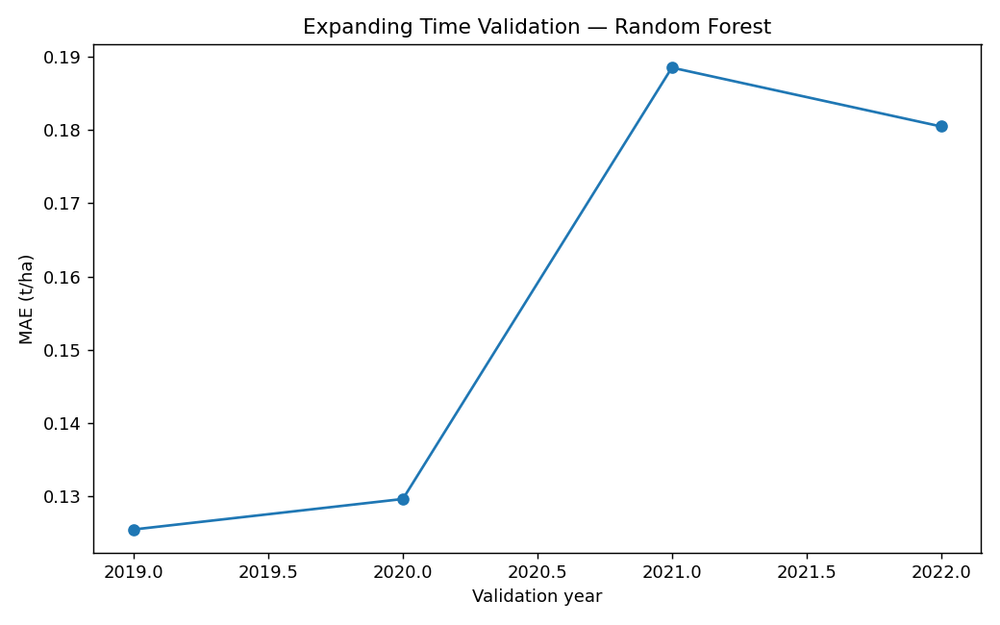 Expanding Time Validation — Random Forest
MAE (t/ha)
0.19
0.18
0.17
0.16
0.15
0.14
0.13
2019.0 2019.5 2020.0 2020.5 2021.0 2021.5 2022.0
Validation year